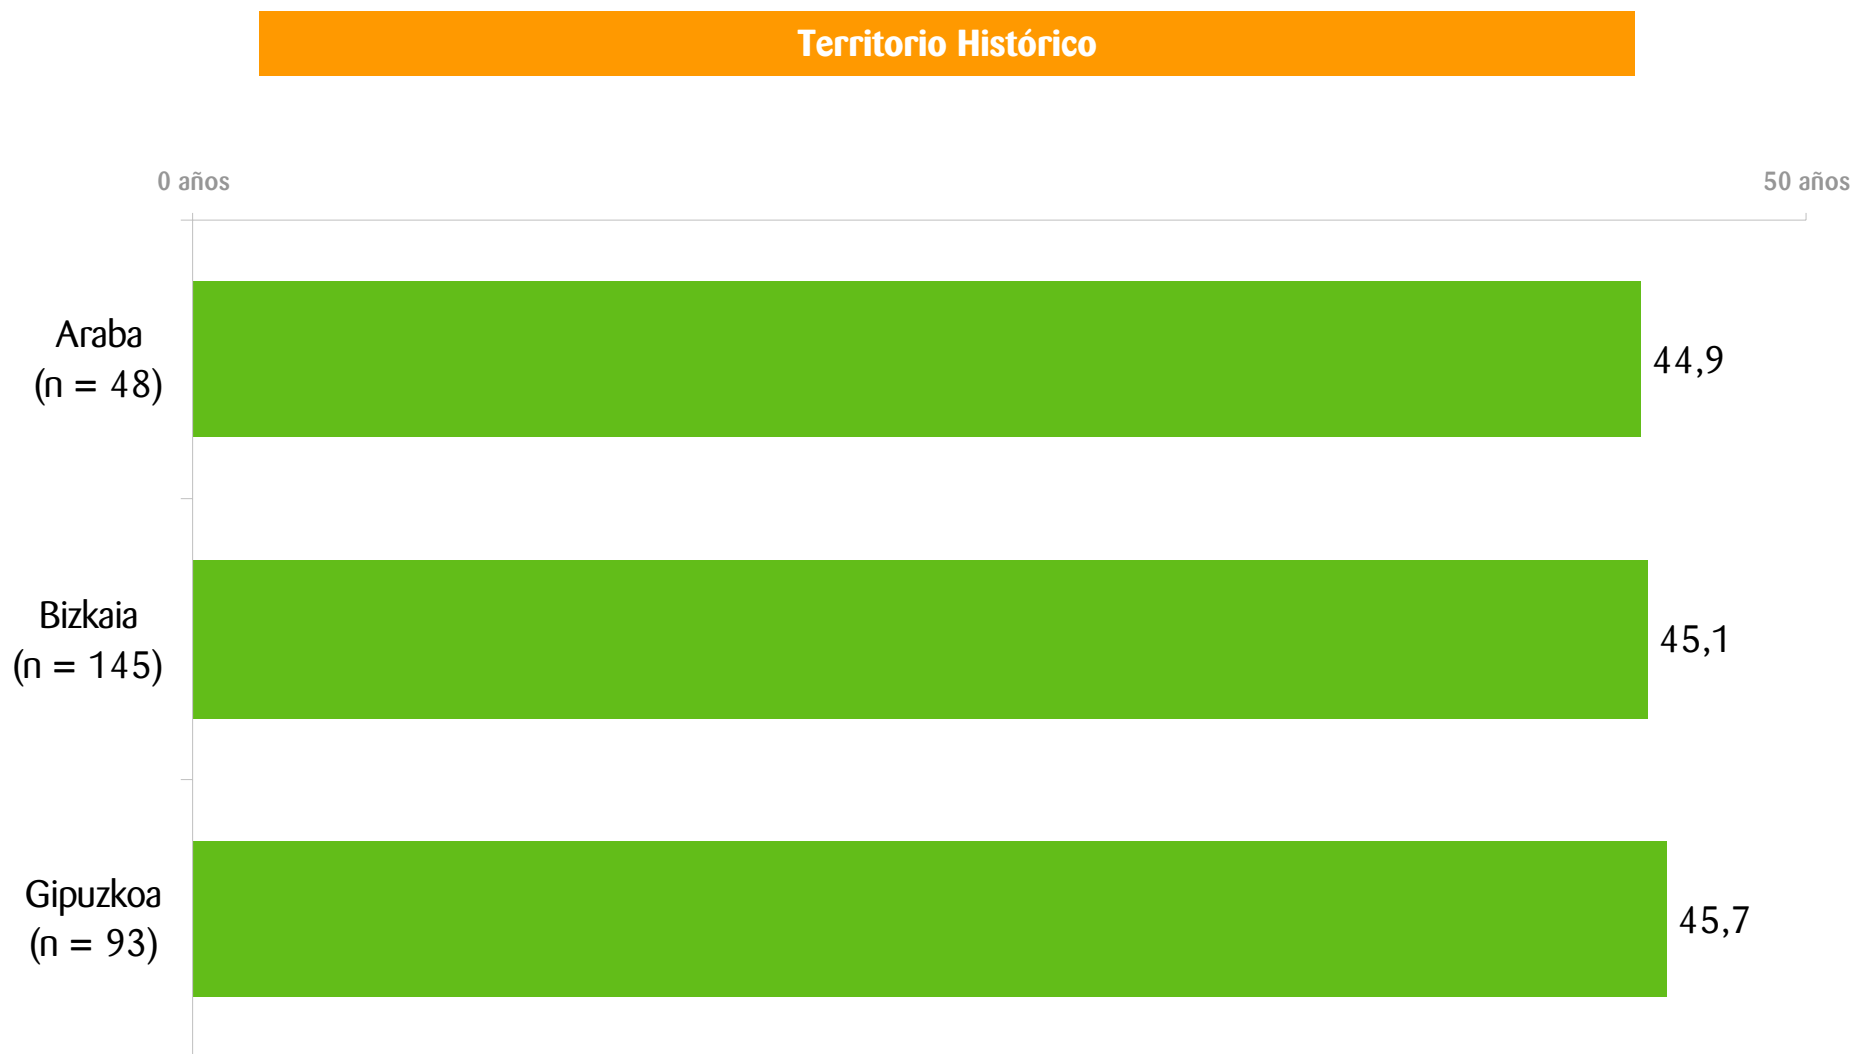 Territorio Histórico
0 años
50 años
Araba
(n = 48)
44,9
Bizkaia
(n = 145)
45,1
Gipuzkoa
(n = 93)
45,7